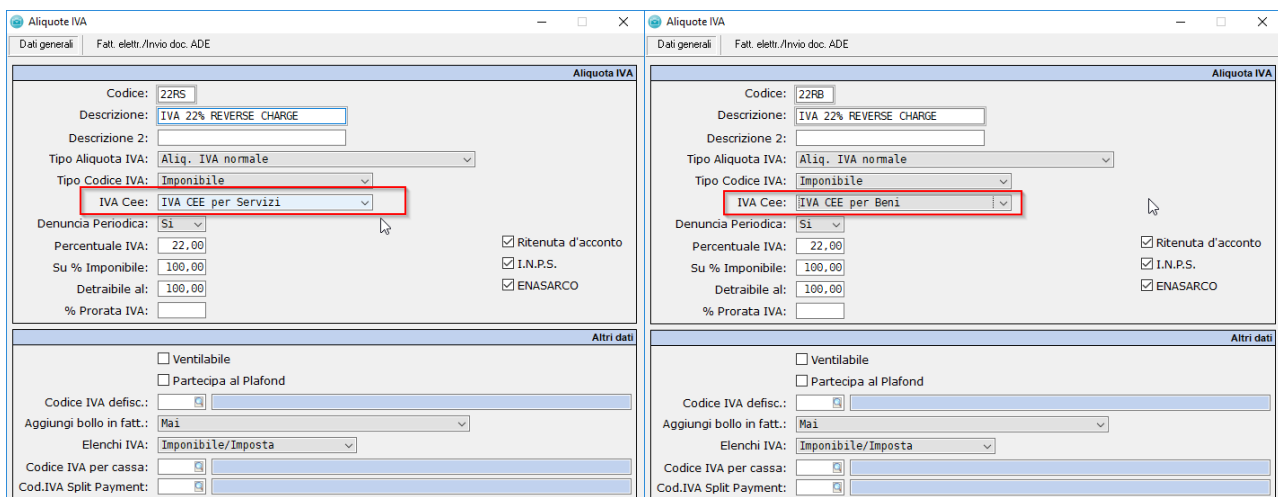 Aliquote IVA
Dati generali Fatt. elettr./Invio doc. ADE
Aliquota IVA
Codice: 22RS
Descrizione: IVA 22% REVERSE CHARGE
Descrizione 2:
Tipo Aliquota IVA: Aliq. IVA normale
Tipo Codice IVA: Imponibile
IVA Cee: IVA CEE per Servizi
Denuncia Periodica: Si
Percentuale IVA: 22,00 Ritenuta d'acconto
Su % Imponibile: 100,00 I.N.P.S.
Detraibile al: 100,00 ENASARCO
% Prorata IVA:
Altri dati
Ventilabile
Partecipa al Plafond
Codice IVA defisc.:
Aggiungi bollo in fatt.: Mai
Elenchi IVA: Imponibile/Imposta
Codice IVA per cassa:
Cod.IVA Split Payment:
Aliquote IVA
Dati generali Fatt. elettr./Invio doc. ADE
Aliquota IVA
Codice: 22RB
Descrizione: IVA 22% REVERSE CHARGE
Descrizione 2:
Tipo Aliquota IVA: Aliq. IVA normale
Tipo Codice IVA: Imponibile
IVA Cee: IVA CEE per Beni
Denuncia Periodica: Si
Percentuale IVA: 22,00 Ritenuta d'acconto
Su % Imponibile: 100,00 I.N.P.S.
Detraibile al: 100,00 ENASARCO
% Prorata IVA:
Altri dati
Ventilabile
Partecipa al Plafond
Codice IVA defisc.:
Aggiungi bollo in fatt.: Mai
Elenchi IVA: Imponibile/Imposta
Codice IVA per cassa:
Cod.IVA Split Payment: